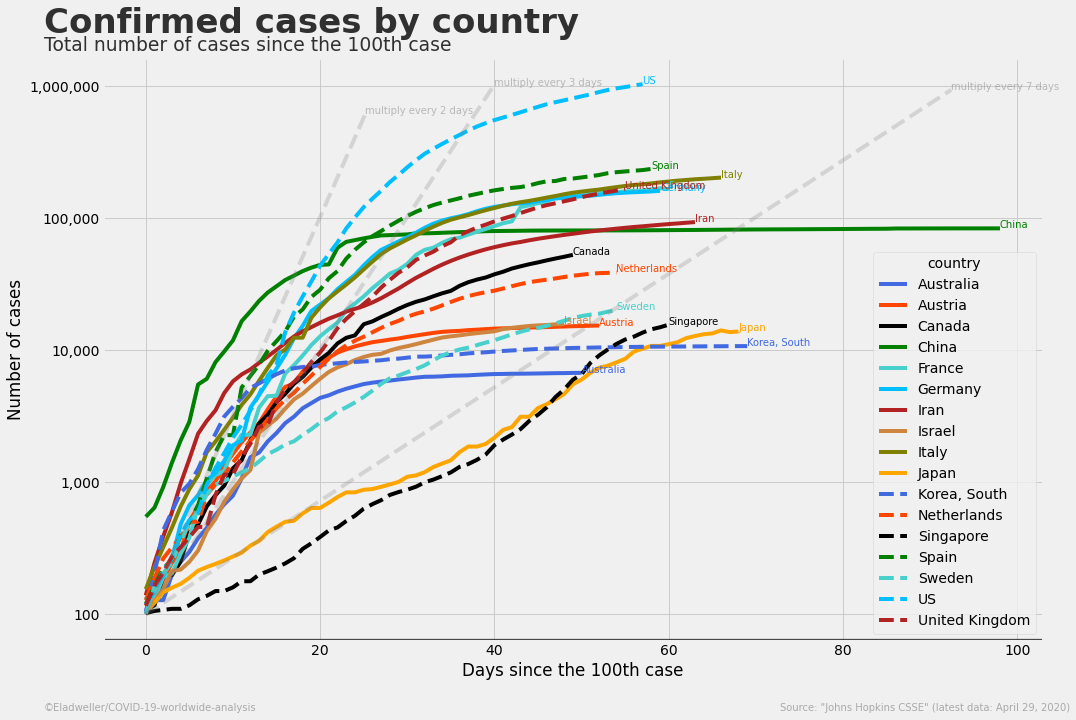 Confirmed cases by country
Total number of cases since the 100th case
multiply every 3 days
US
multiply every 7 days
1,000,000
multiply every 2 days
Spain
Italy
United Kingdom
Germany
100,000
Iran
China
Canada
Netherlands
Sweden
Israel
Austria
Singapore
Japan
10,000
Korea, South
Australia
1,000
100
Number of cases
0
20
40
60
80
100
Days since the 100th case
country
Australia
Austria
Canada
China
France
Germany
Iran
Israel
Italy
Japan
Korea, South
Netherlands
Singapore
Spain
Sweden
US
United Kingdom
©Eladweller/COVID-19-worldwide-analysis
Source: "Johns Hopkins CSSE" (latest data: April 29, 2020)